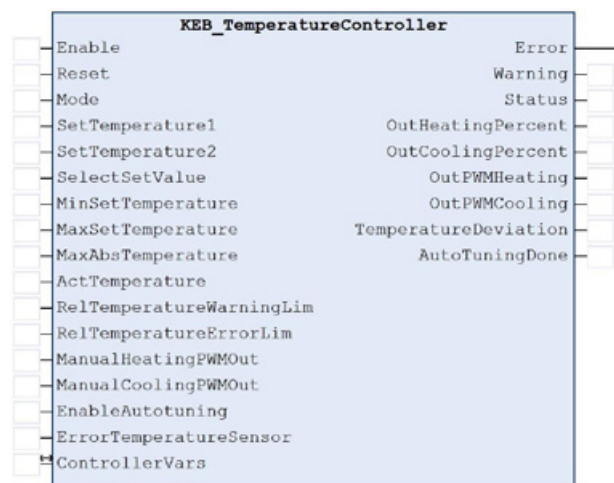 KEB_TemperatureController
Enable Error
Reset Warning
Mode Status
SetTemperature1 OutHeatingPercent
SetTemperature2 OutCoolingPercent
SelectSetValue OutPWMHeating
MinSetTemperature OutPWMCooling
MaxSetTemperature TemperatureDeviation
MaxAbsTemperature AutoTuningDone
ActTemperature
RelTemperatureWarningLim
RelTemperatureErrorLim
ManualHeatingPWMOut
ManualCoolingPWMOut
EnableAutotuning
ErrorTemperatureSensor
ControllerVars